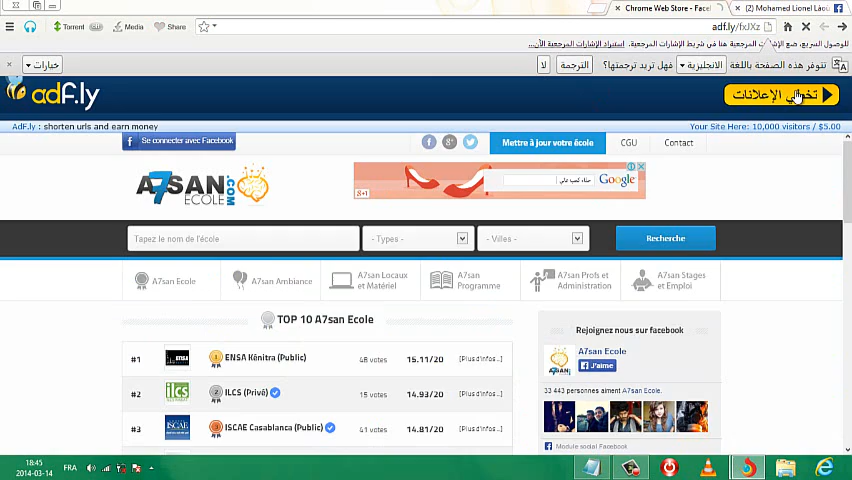 Chrome Web Store - Facel
(2) Mohamed Lionel Laou
Torrent
Media
Share
adf.ly/fxJXz
للوصول السريع، ضع الإشارات المرجعية هنا في شريط الإشارات المرجعية. استيراد الإشارات المرجعية الآن...
تتوفر هذه الصفحة باللغة الانجليزية فهل تريد ترجمتها؟ الترجمة لا
خيارات
adf.ly
تخطي الإعلانات
AdF.ly : shorten urls and earn money
Your Site Here: 10,000 visitors / $5.00
Se connecter avec Facebook
Mettre à jour votre école
CGU
Contact
A7SAN.COM
ECOLE
Google
g+1
Tapez le nom de l'école
- Types -
- Villes -
Recherche
A7san Ecole
A7san Ambiance
A7san Locaux
et Matériel
A7san
Programme
A7san Profs et
Administration
A7san Stages
et Emploi
TOP 10 A7san Ecole
#1 ENSA Kénitra (Public) 48 votes 15.11/20 [Plus d'infos...]
#2 ILCS (Privé) 15 votes 14.93/20 [Plus d'infos...]
#3 ISCAE Casablanca (Public) 41 votes 14.81/20 [Plus d'infos...]
Rejoignez nous sur facebook
A7san Ecole
J'aime
33 443 personnes aiment A7san Ecole.
Module social Facebook
18:45
2014-03-14
FRA